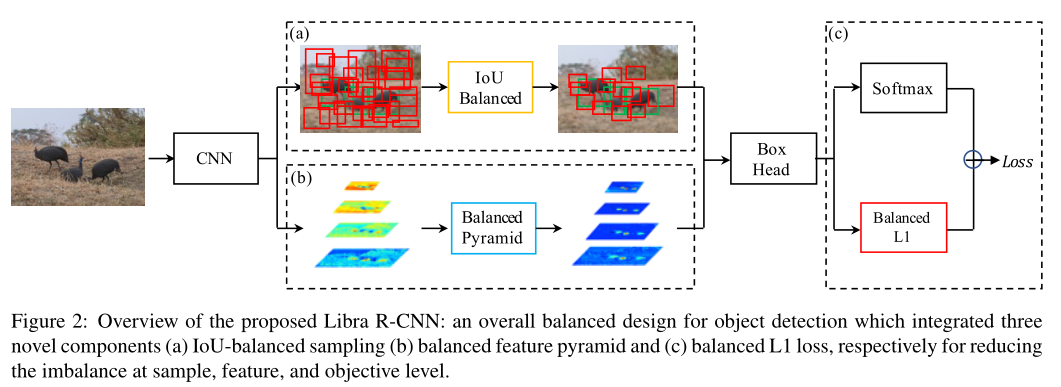 (a)
IoU
Balanced
(b)
Balanced
Pyramid
CNN
Box
Head
(c)
Softmax
Balanced
L1
Loss
Figure 2: Overview of the proposed Libra R-CNN: an overall balanced design for object detection which integrated three
novel components (a) IoU-balanced sampling (b) balanced feature pyramid and (c) balanced L1 loss, respectively for reducing
the imbalance at sample, feature, and objective level.